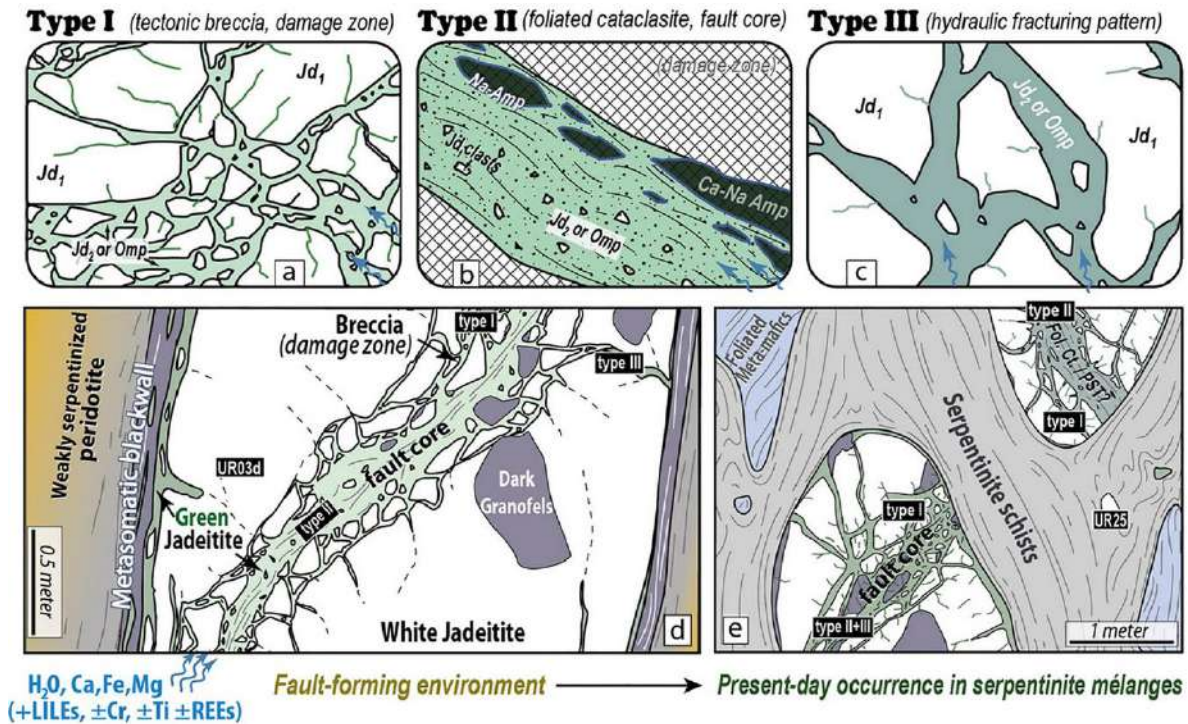 Type I (tectonic breccia, damage zone)
Type II (foliated cataclasite, fault core)
Type III (hydraulic fracturing pattern)
Jd1
Jd1
Jd2 or Omp
a
(damage zone)
Na-Amp
Jd1clasts
Ca-Na Amp
Jd2 or Omp
b
Jd1
Jd2 or Omp
Jd1
c
Weakly serpentinized
peridotite
Metasomatic blackwall
Breccia
(damage zone)
type I
type III
UR03d
fault core
Dark
Granofels
Green
Jadeitite
type II
0.5 meter
White Jadeitite
d
Foliated
Meta-mafics
type II
Fol. CL. / PST?
type I
Serpentinite schists
type I
UR25
fault core
type II+III
e
1 meter
H2O, Ca,Fe,Mg
(+LILEs, ±Cr, ±Ti ±REEs)
Fault-forming environment
Present-day occurrence in serpentinite mélanges